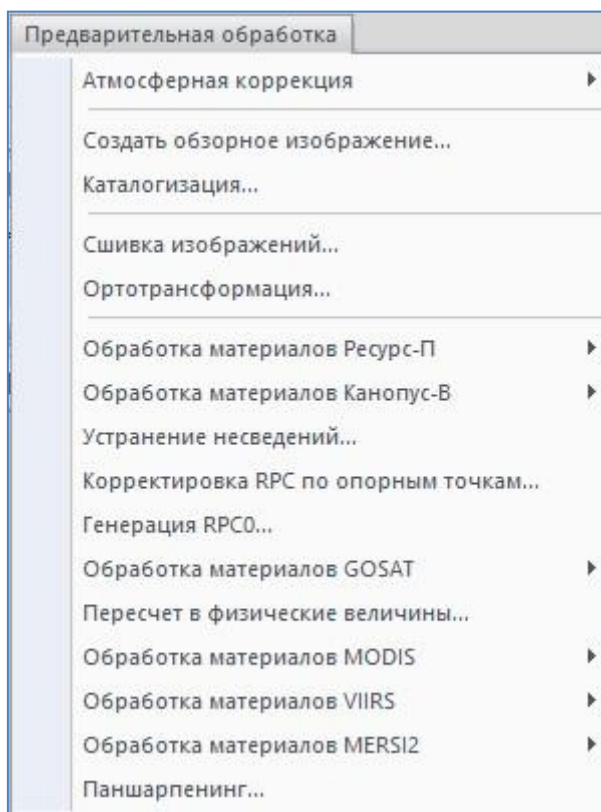 Предварительная обработка
Атмосферная коррекция
Создать обзорное изображение...
Каталогизация...
Сшивка изображений...
Ортотрансформация...
Обработка материалов Ресурс-П
Обработка материалов Канопус-В
Устранение несведений...
Корректировка RPC по опорным точкам...
Генерация RPC0...
Обработка материалов GOSAT
Пересчет в физические величины...
Обработка материалов MODIS
Обработка материалов VIIRS
Обработка материалов MERSI2
Паншарпенинг...